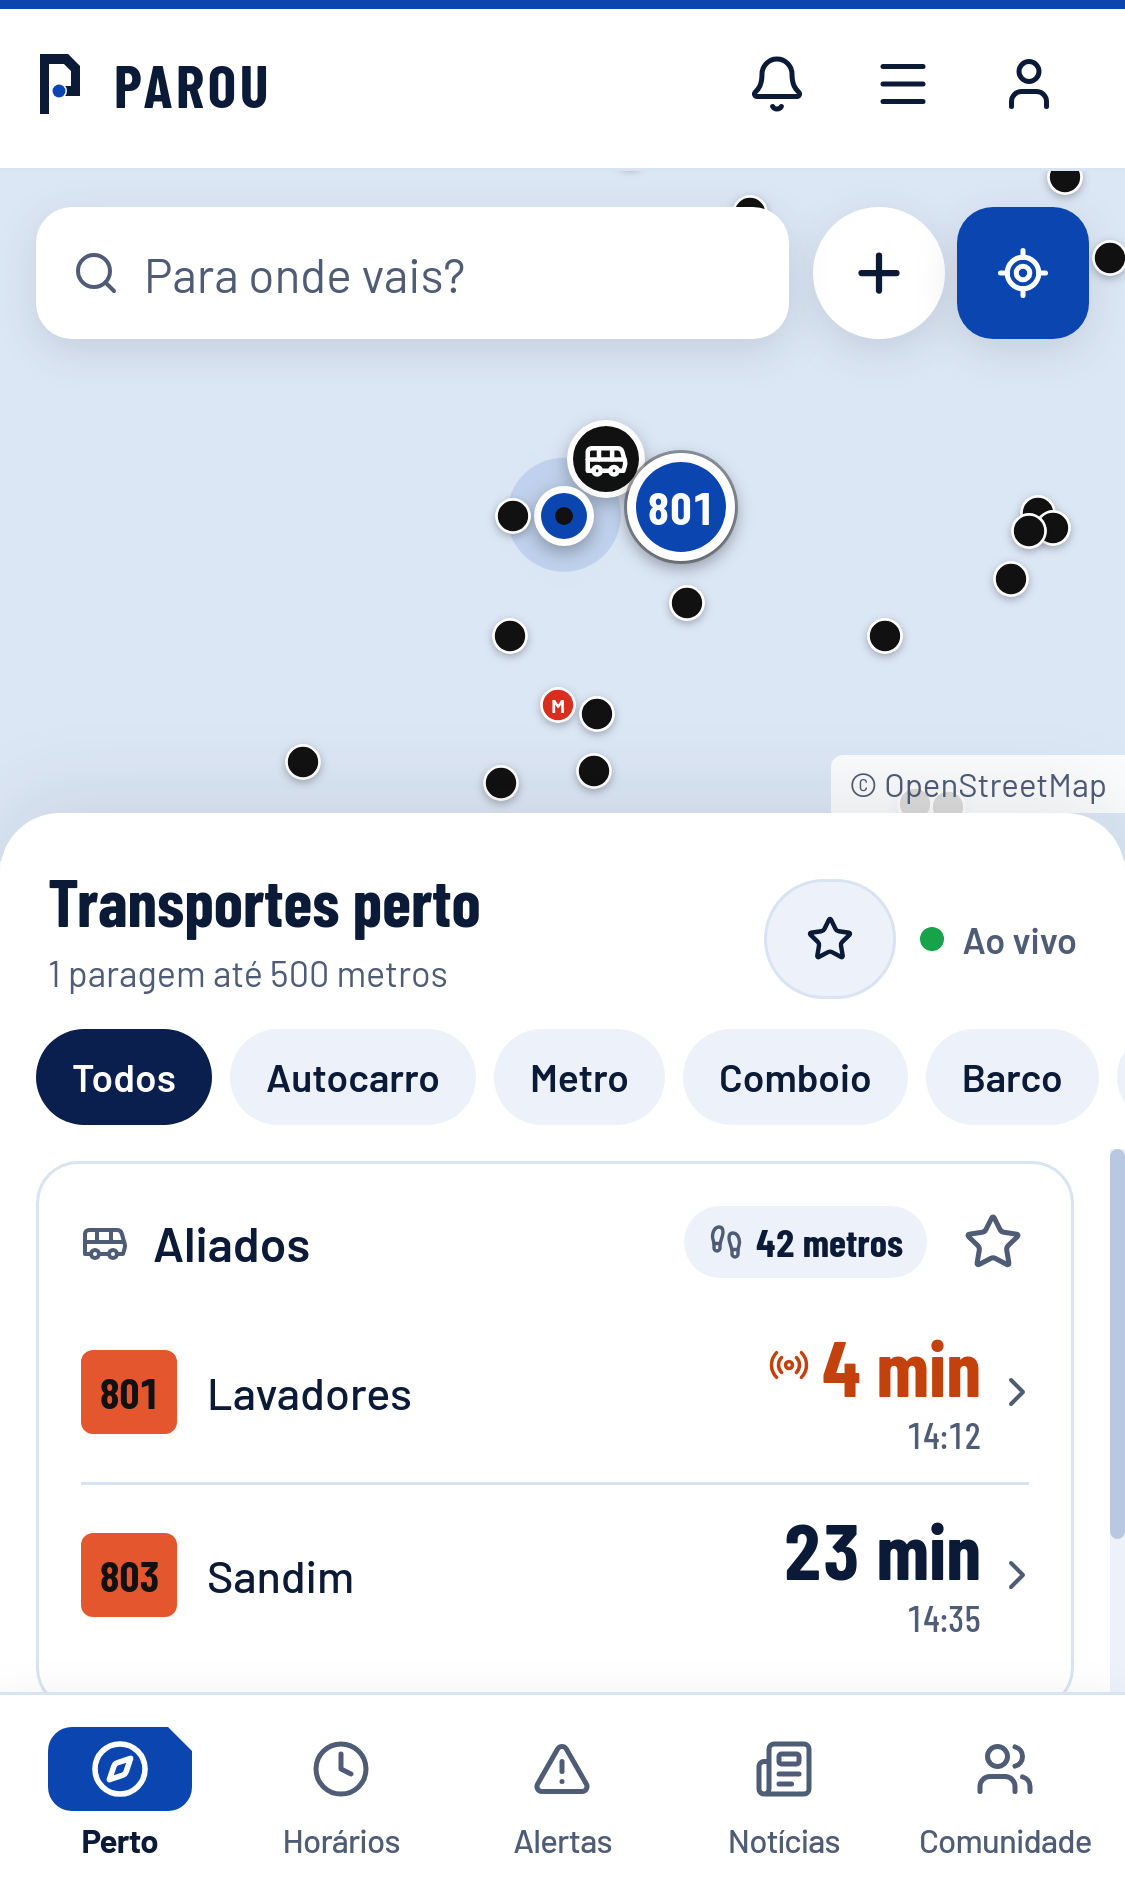 PAROU
Para onde vais?
801
M
© OpenStreetMap
Transportes perto
1 paragem até 500 metros
Ao vivo
Todos
Autocarro
Metro
Comboio
Barco
Aliados
42 metros
801
Lavadores
4 min
14:12
803
Sandim
23 min
14:35
Perto
Horários
Alertas
Notícias
Comunidade